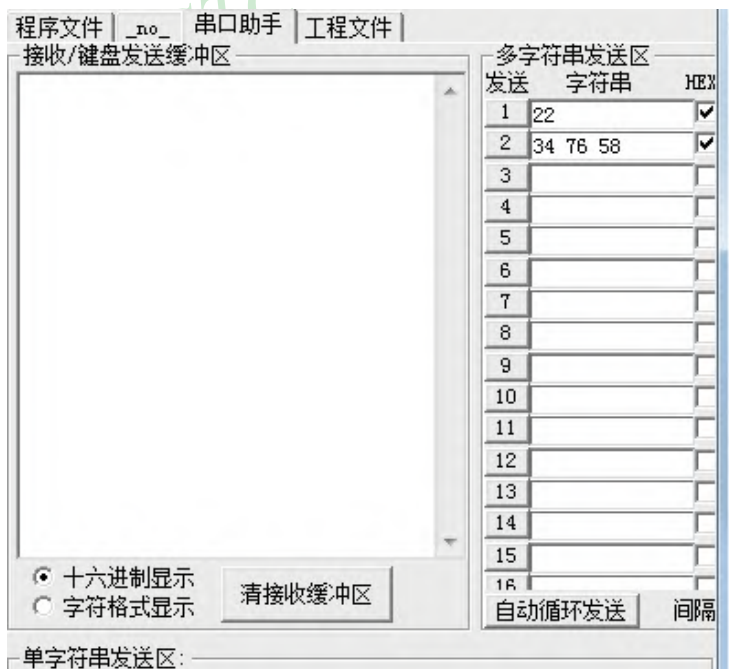 程序文件 _no_ 串口助手 工程文件
接收/键盘发送缓冲区
多字符串发送区
发送 字符串 HEX
1 22
2 34 76 58
3
4
5
6
7
8
9
10
11
12
13
14
15
16
十六进制显示
字符格式显示
清接收缓冲区
自动循环发送 间隔
单字符串发送区: